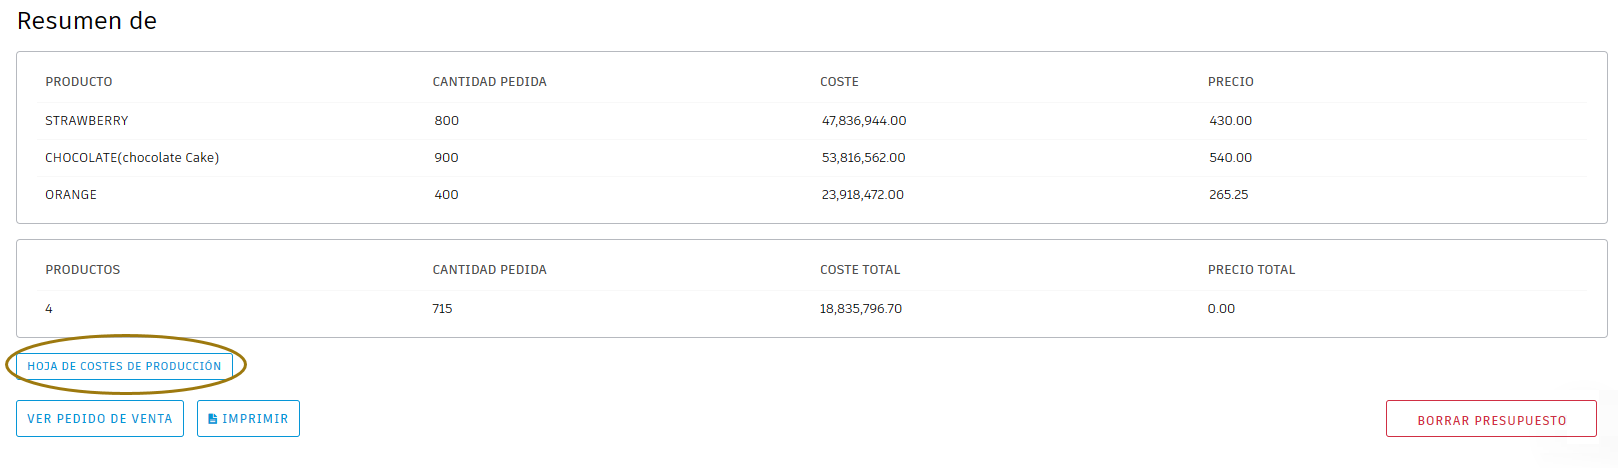 Resumen de
PRODUCTO CANTIDAD PEDIDA COSTE PRECIO
STRAWBERRY 800 47,836,944.00 430.00
CHOCOLATE(chocolate Cake) 900 53,816,562.00 540.00
ORANGE 400 23,918,472.00 265.25
PRODUCTOS CANTIDAD PEDIDA COSTE TOTAL PRECIO TOTAL
4 715 18,835,796.70 0.00
HOJA DE COSTES DE PRODUCCIÓN
VER PEDIDO DE VENTA IMPRIMIR BORRAR PRESUPUESTO